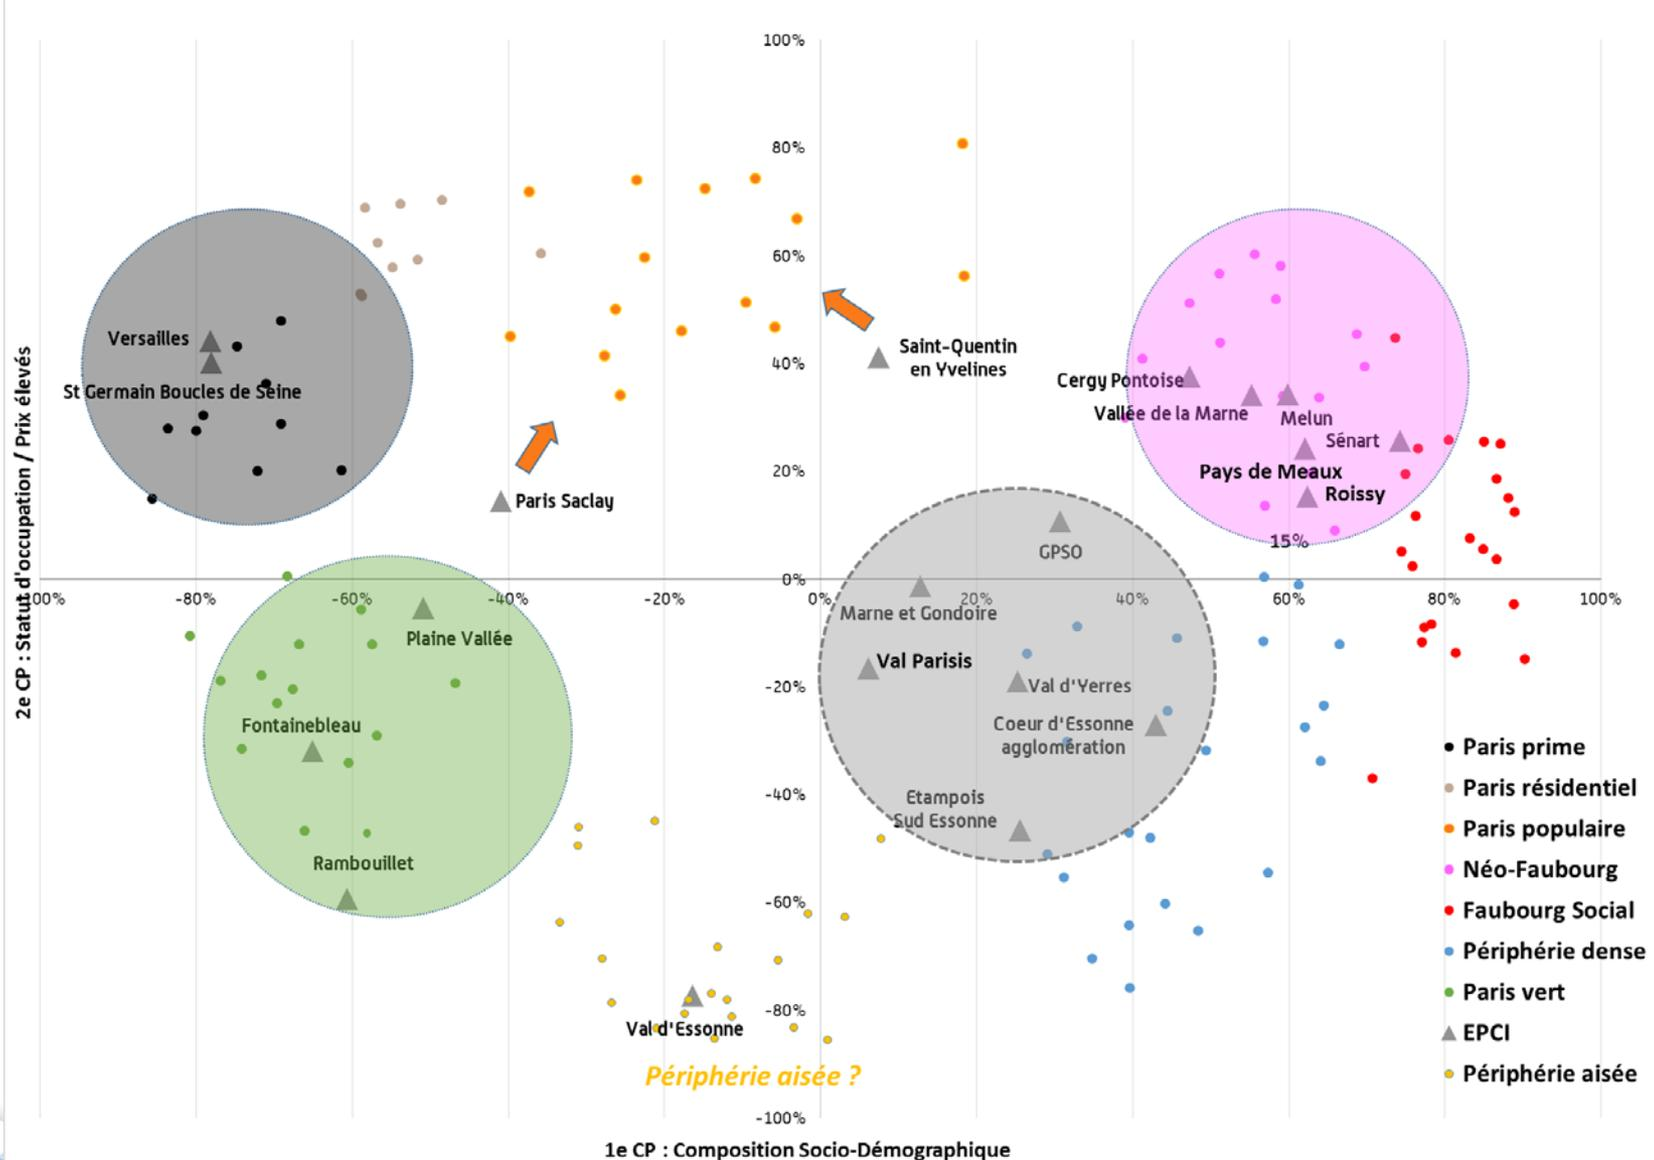 100%
80%
60%
Versailles
40%
Saint-Quentin
en Yvelines
St Germain Boucles de Seine
Cergy Pontoise
Vallée de la Marne
Melun
Sénart
20%
Pays de Meaux
Roissy
Paris Saclay
15%
GPSO
0%
-100%
-80%
-60%
-40%
-20%
0%
20%
40%
60%
80%
100%
Marne et Gondoire
Plaine Vallée
Val Parisis
-20%
Val d'Yerres
Fontainebleau
Coeur d'Essonne
agglomération
-40%
Etampois
Sud Essonne
Rambouillet
-60%
-80%
Val d'Essonne
Périphérie aisée ?
-100%
2e CP : Statut d'occupation / Prix élevés
1e CP : Composition Socio-Démographique
Paris prime
Paris résidentiel
Paris populaire
Néo-Faubourg
Faubourg Social
Périphérie dense
Paris vert
EPCI
Périphérie aisée